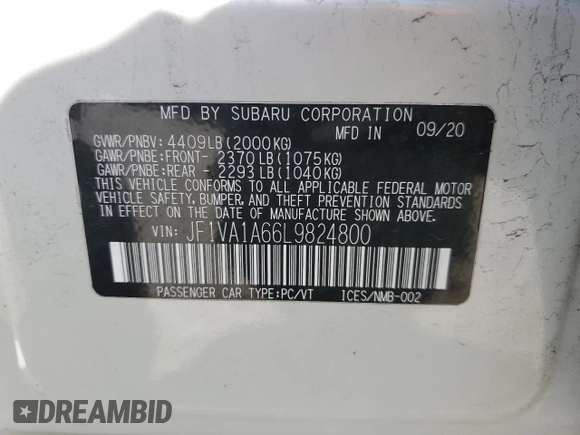 MFD BY SUBARU CORPORATION
MFD IN 09/20
GVWR/PNBV: 4409LB(2000KG)
GAWR/PNBE:FRONT- 2370LB(1075KG)
GAWR/PNBE:REAR - 2293LB(1040KG)
THIS VEHICLE CONFORMS TO ALL APPLICABLE FEDERAL MOTOR
VEHICLE SAFETY, BUMPER, AND THEFT PREVENTION STANDARDS
IN EFFECT ON THE DATE OF MANUFACTURE SHOWN ABOVE.
VIN: JF1VA1A66L9824800
PASSENGER CAR TYPE:PC/VT ICES/NMB-002
DREAMBID